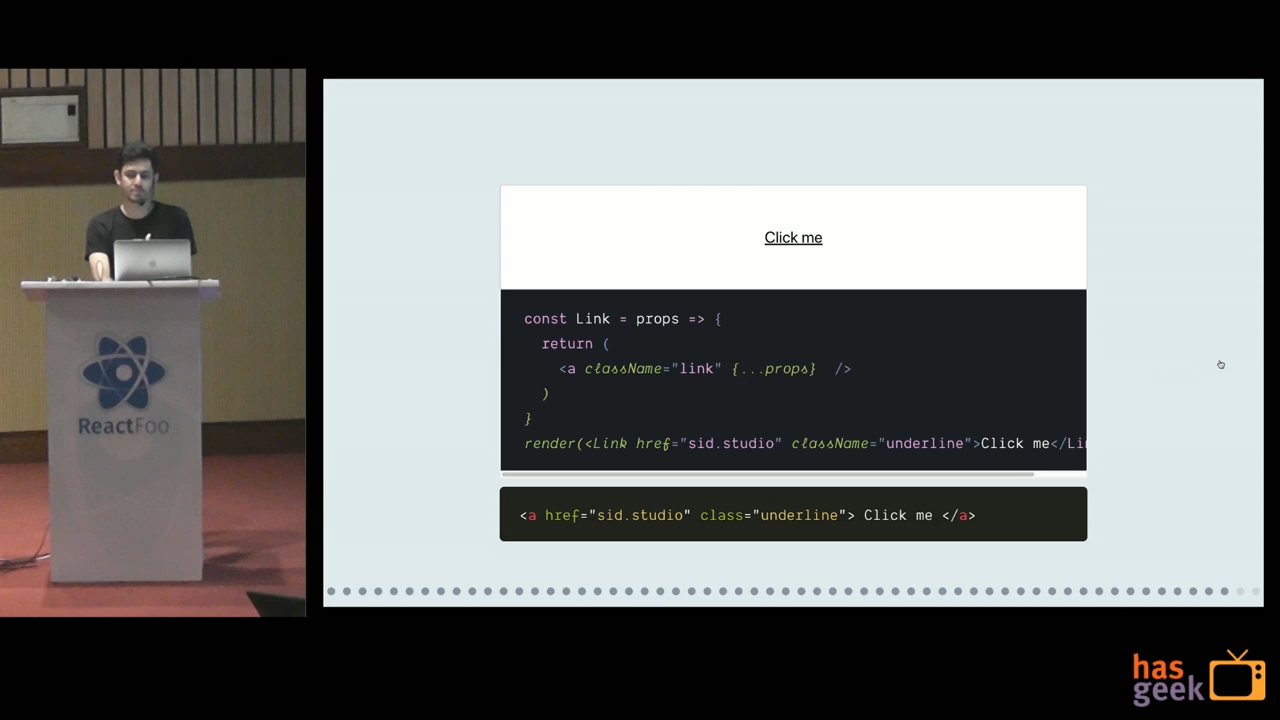 Click me
const Link = props => {
return (
<a className="link" {...props} />
)
}
render(<Link href="sid.studio" className="underline">Click me</Lin
<a href="sid.studio" class="underline"> Click me </a>
ReactFoo
has
geek